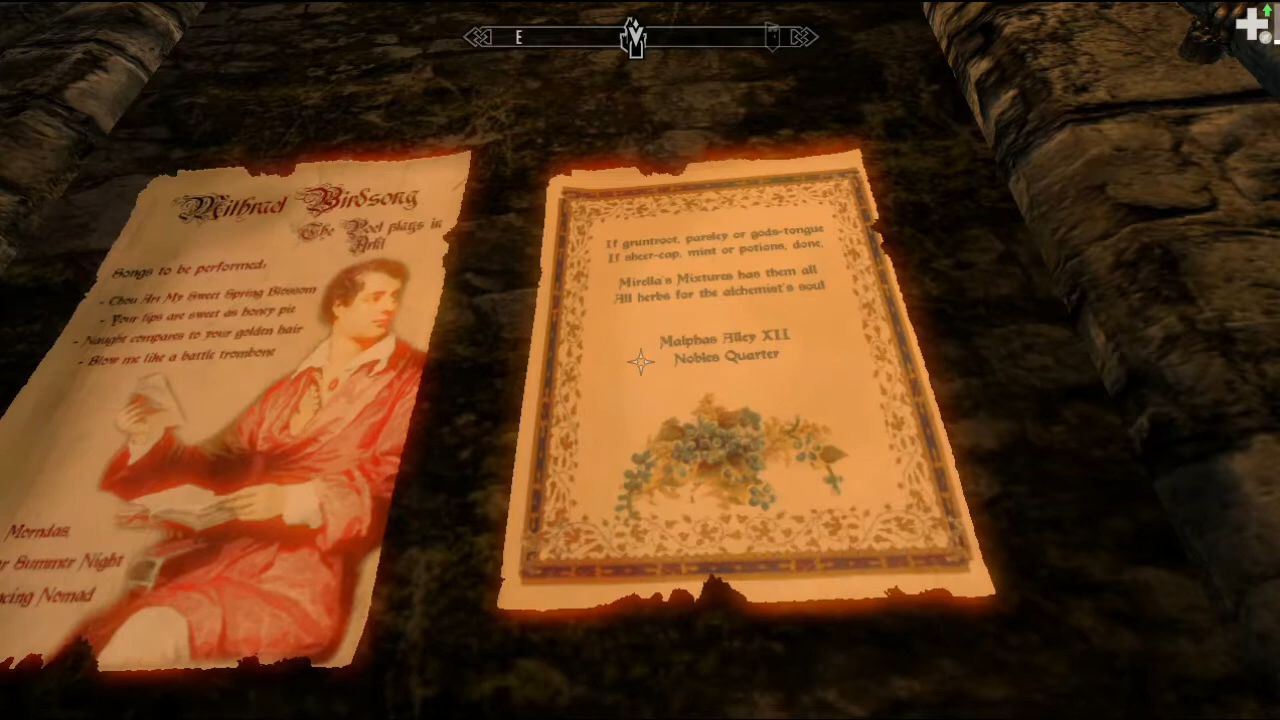 E
Mithrael Birdsong
The Poet plays in
Ark!
Songs to be performed:
- Thou Art My Sweet Spring Blossom
- Your lips are sweet as honey pie
- Naught compares to your golden hair
- Blow me like a battle trombone
Morndas,
Summer Night
Nomad
If gruntroot, parsley or gods-tongue
If sheer-cap, mint or potions, done,
Mirella's Mixtures has them all
All herbs for the alchemist's soul
Malphas Alley XII
Nobles Quarter